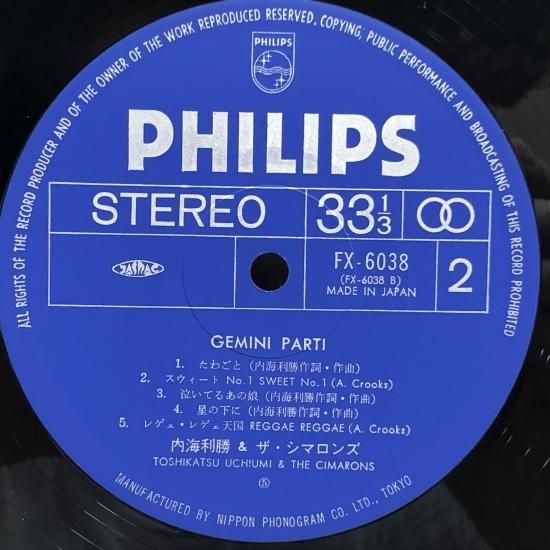 ALL RIGHTS OF THE RECORD PRODUCER AND OF THE OWNER OF THE WORK REPRODUCED RESERVED. COPYING, PUBLIC PERFORMANCE AND BROADCASTING OF THIS RECORD PROHIBITED
PHILIPS
PHILIPS
STEREO 33⅓
JASRAC
FX-6038
(FX-6038 B)
MADE IN JAPAN
2
GEMINI PARTI
1. たわごと (内海利勝作詞・作曲)
2. スウィート No.1 SWEET No.1 (A. Crooks)
3. 泣いてるあの娘 (内海利勝作詞・作曲)
4. 星の下に (内海利勝作詞・作曲)
5. レゲェ・レゲェ天国 REGGAE REGGAE (A. Crooks)
内海利勝 & ザ・シマロンズ
TOSHIKATSU UCH!UMI & THE CIMARONS
⑤
MANUFACTURED BY NIPPON PHONOGRAM CO. LTD., TOKYO